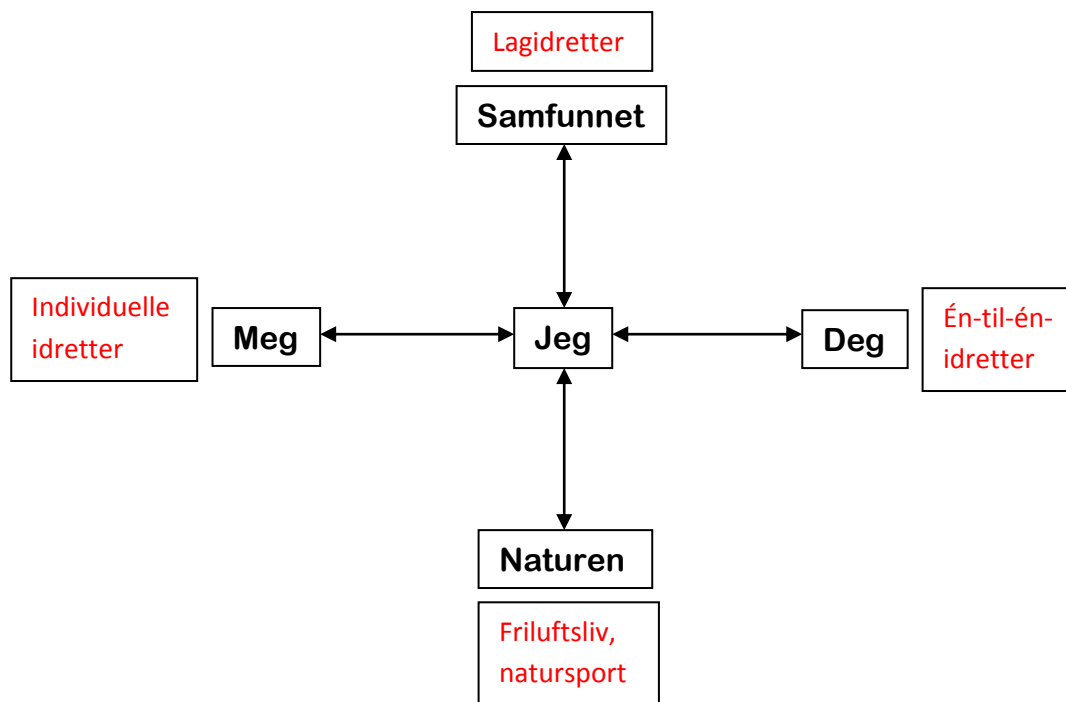 Lagidretter
Samfunnet
Individuelle
idretter
Meg
Jeg
Deg
Én-til-én-
idretter
Naturen
Friluftsliv,
natursport